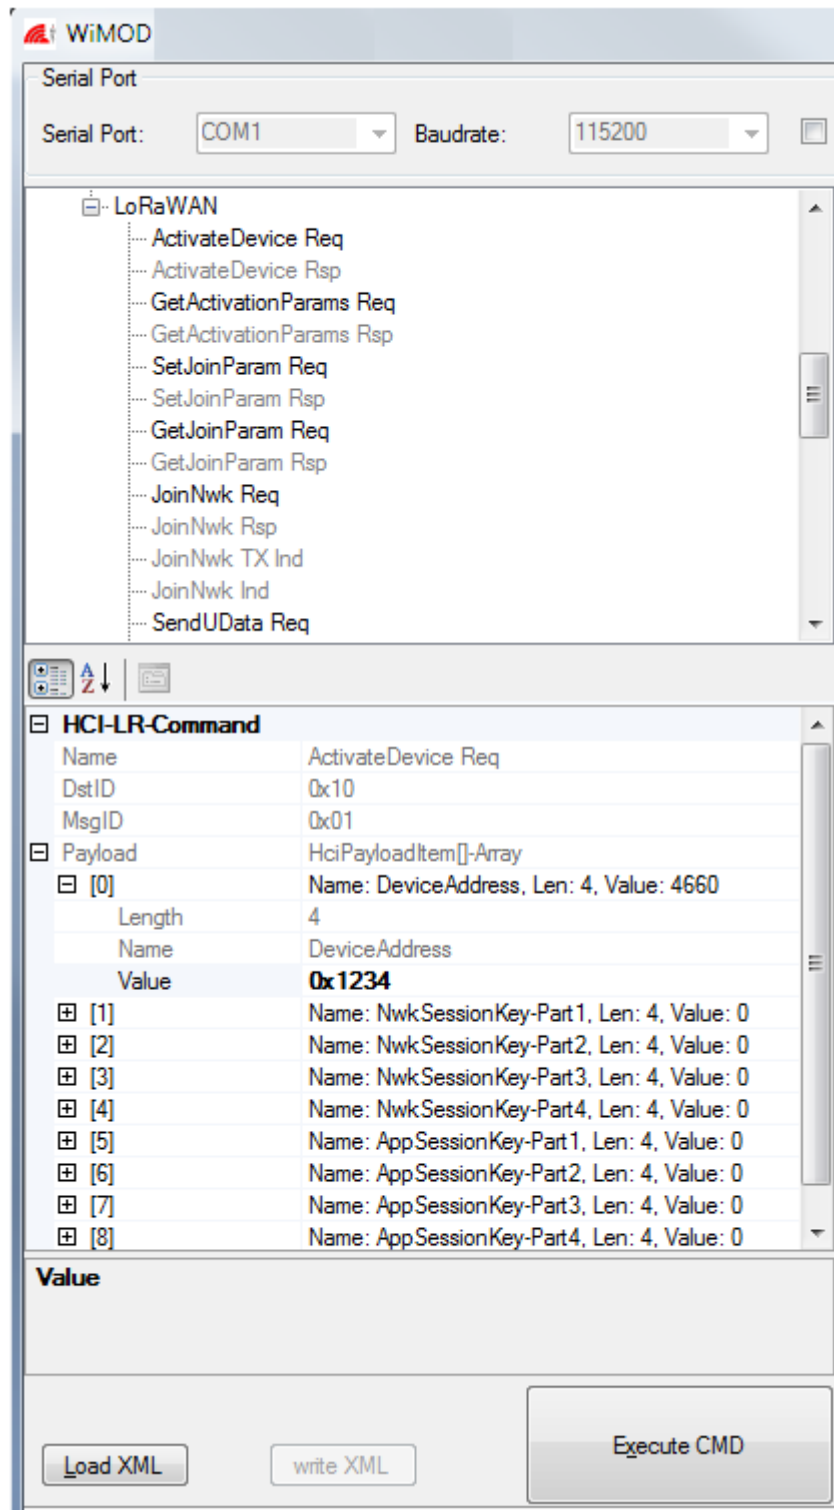 WiMOD
Serial Port
Serial Port: COM1 Baudrate: 115200
LoRaWAN
ActivateDevice Req
ActivateDevice Rsp
GetActivationParams Req
GetActivationParams Rsp
SetJoinParam Req
SetJoinParam Rsp
GetJoinParam Req
GetJoinParam Rsp
JoinNwk Req
JoinNwk Rsp
JoinNwk TX Ind
JoinNwk Ind
SendUData Req
A Z
HCI-LR-Command
Name ActivateDevice Req
DstID 0x10
MsgID 0x01
Payload HciPayloadItem[]-Array
[0] Name: DeviceAddress, Len: 4, Value: 4660
Length 4
Name DeviceAddress
Value 0x1234
[1] Name: NwkSessionKey-Part1, Len: 4, Value: 0
[2] Name: NwkSessionKey-Part2, Len: 4, Value: 0
[3] Name: NwkSessionKey-Part3, Len: 4, Value: 0
[4] Name: NwkSessionKey-Part4, Len: 4, Value: 0
[5] Name: AppSessionKey-Part1, Len: 4, Value: 0
[6] Name: AppSessionKey-Part2, Len: 4, Value: 0
[7] Name: AppSessionKey-Part3, Len: 4, Value: 0
[8] Name: AppSessionKey-Part4, Len: 4, Value: 0
Value
Load XML write XML Execute CMD